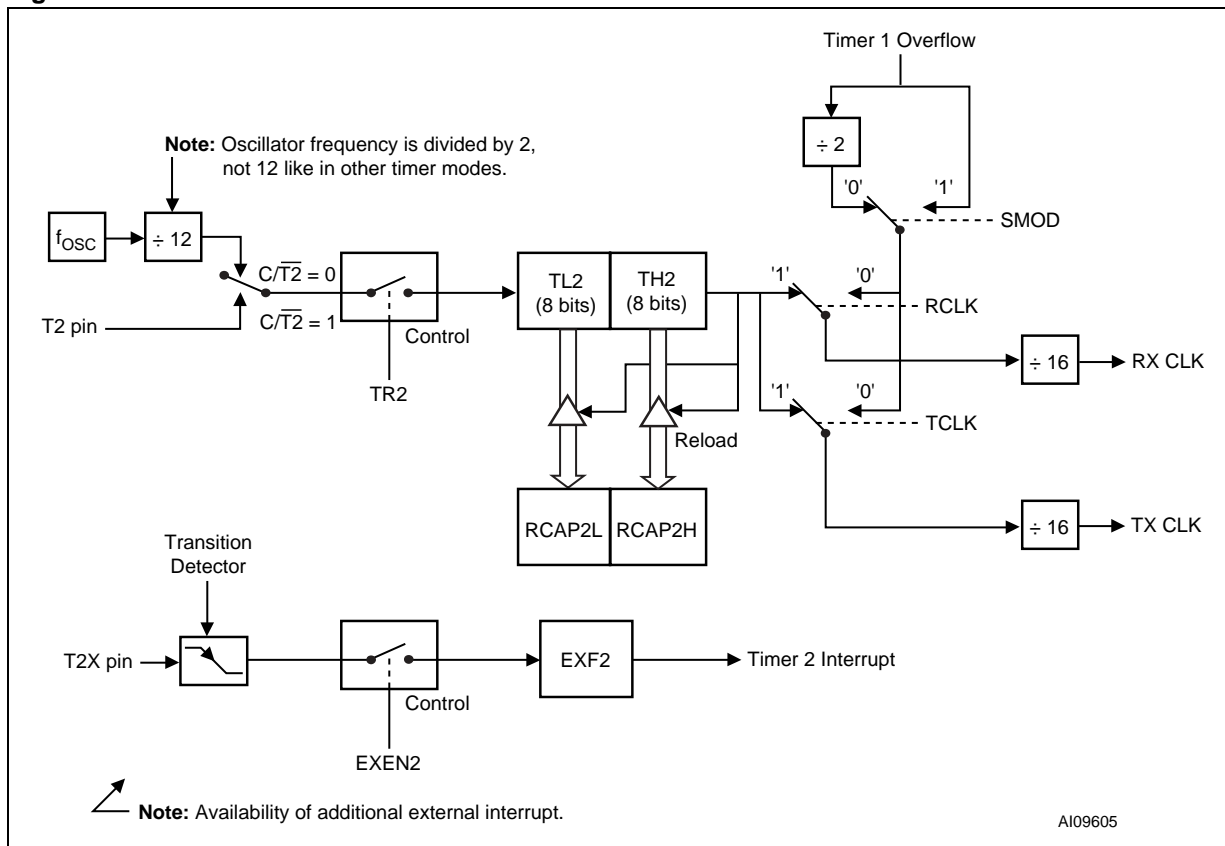 Timer 1 Overflow
Note: Oscillator frequency is divided by 2,
not 12 like in other timer modes.
÷ 2
'0'
'1'
SMOD
fOSC
÷ 12
C/T2 = 0
C/T2 = 1
T2 pin
Control
TR2
TL2
(8 bits)
TH2
(8 bits)
'1'
'0'
RCLK
÷ 16
RX CLK
'1'
'0'
TCLK
Reload
RCAP2L
RCAP2H
÷ 16
TX CLK
Transition
Detector
T2X pin
Control
EXEN2
EXF2
Timer 2 Interrupt
Note: Availability of additional external interrupt.
AI09605